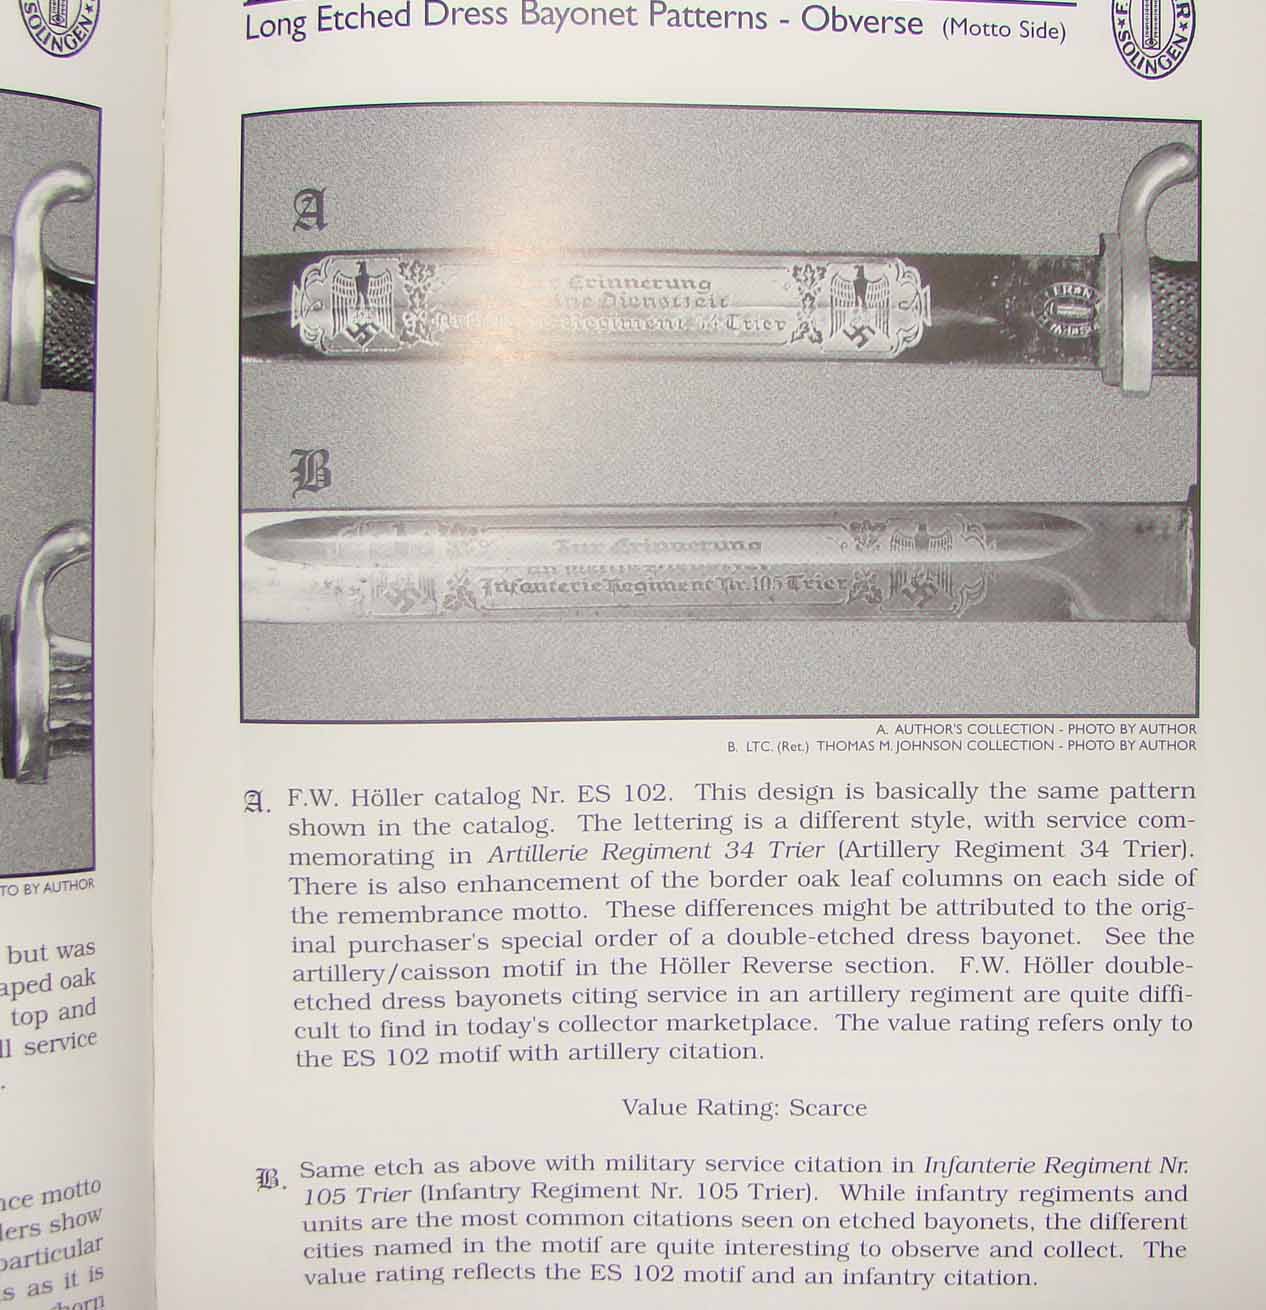 SOLINGEN
Long Etched Dress Bayonet Patterns - Obverse (Motto Side)
SOLINGEN
A
Erinnerung
Dienstzeit
Regiment 34 Trier
B
Zur Erinnerung
Infanterie Regiment Nr. 105 Trier
A. AUTHOR'S COLLECTION - PHOTO BY AUTHOR
B. LTC. (Ret.) THOMAS M. JOHNSON COLLECTION - PHOTO BY AUTHOR
A. F.W. Höller catalog Nr. ES 102. This design is basically the same pattern
shown in the catalog. The lettering is a different style, with service com-
memorating in Artillerie Regiment 34 Trier (Artillery Regiment 34 Trier).
There is also enhancement of the border oak leaf columns on each side of
the remembrance motto. These differences might be attributed to the orig-
inal purchaser's special order of a double-etched dress bayonet. See the
artillery/caisson motif in the Höller Reverse section. F.W. Höller double-
etched dress bayonets citing service in an artillery regiment are quite diffi-
cult to find in today's collector marketplace. The value rating refers only to
the ES 102 motif with artillery citation.
Value Rating: Scarce
B. Same etch as above with military service citation in Infanterie Regiment Nr.
105 Trier (Infantry Regiment Nr. 105 Trier). While infantry regiments and
units are the most common citations seen on etched bayonets, the different
cities named in the motif are quite interesting to observe and collect. The
value rating reflects the ES 102 motif and an infantry citation.
TO BY AUTHOR
but was
aped oak
top and
ll service
nce motto
ders show
particular
s as it is